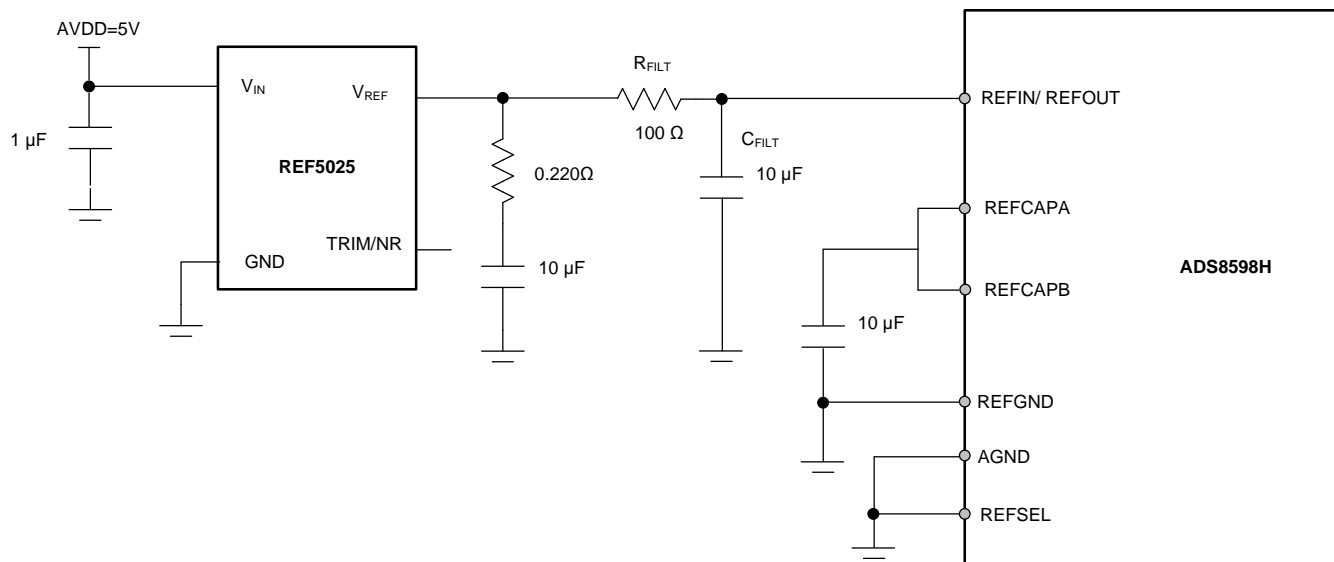 AVDD=5V
1 µF
VIN
VREF
REF5025
GND
TRIM/NR
0.220Ω
10 µF
RFILT
100 Ω
CFILT
10 µF
REFIN/ REFOUT
REFCAPA
REFCAPB
10 µF
ADS8598H
REFGND
AGND
REFSEL